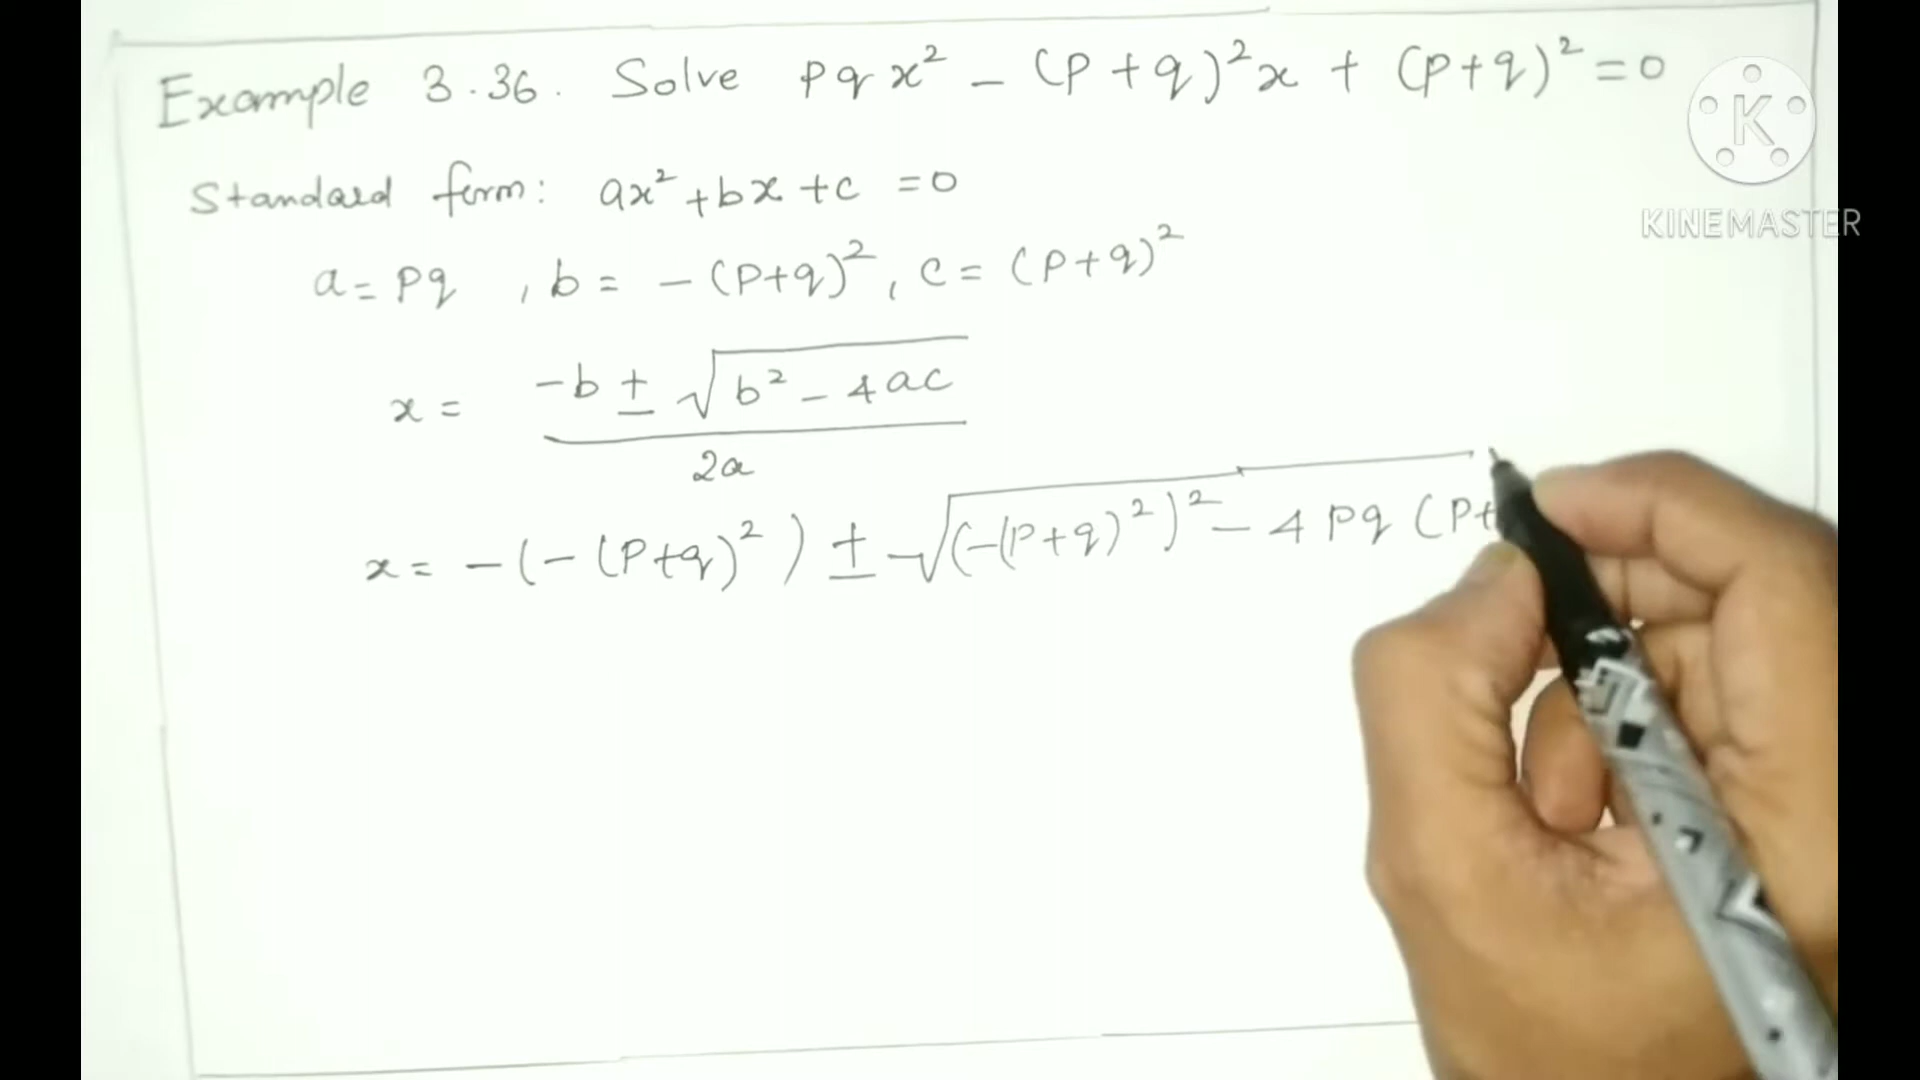 Example 3.36. Solve pqx² - (p+q)²x + (p+q)² = 0
K
KINEMASTER
Standard form: ax² + bx + c = 0
a = pq , b = -(p+q)² , c = (p+q)²
x = -b ± √(b² - 4ac)
2a
x = -(-(p+q)²) ± √(-(p+q)²)² - 4pq (p+